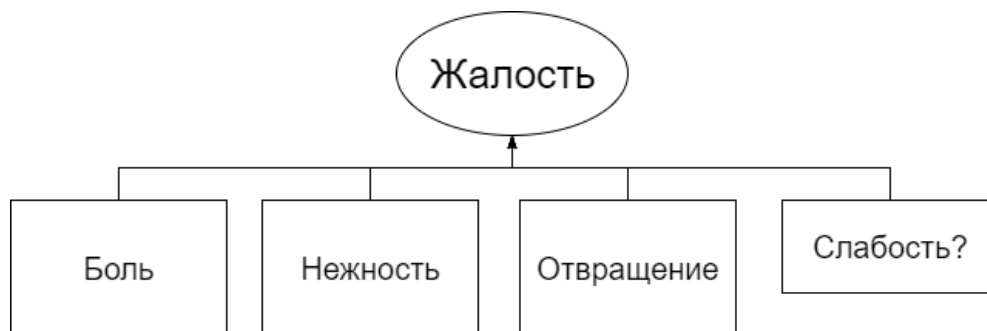 Жалость
Боль
Нежность
Отвращение
Слабость?